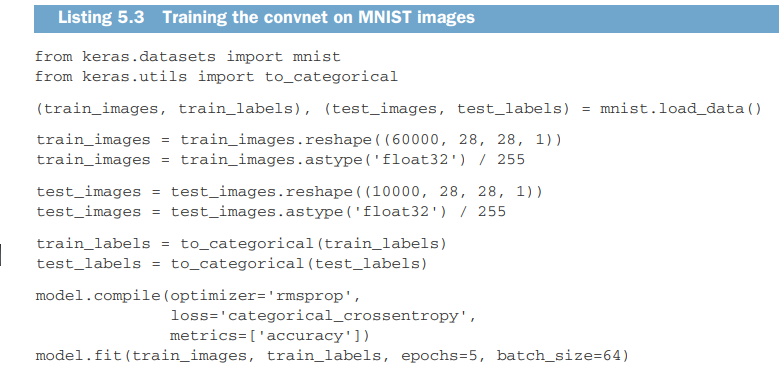 Listing 5.3 Training the convnet on MNIST images
from keras.datasets import mnist
from keras.utils import to_categorical
(train_images, train_labels), (test_images, test_labels) = mnist.load_data()
train_images = train_images.reshape((60000, 28, 28, 1))
train_images = train_images.astype('float32') / 255
test_images = test_images.reshape((10000, 28, 28, 1))
test_images = test_images.astype('float32') / 255
train_labels = to_categorical(train_labels)
test_labels = to_categorical(test_labels)
model.compile(optimizer='rmsprop',
              loss='categorical_crossentropy',
              metrics=['accuracy'])
model.fit(train_images, train_labels, epochs=5, batch_size=64)